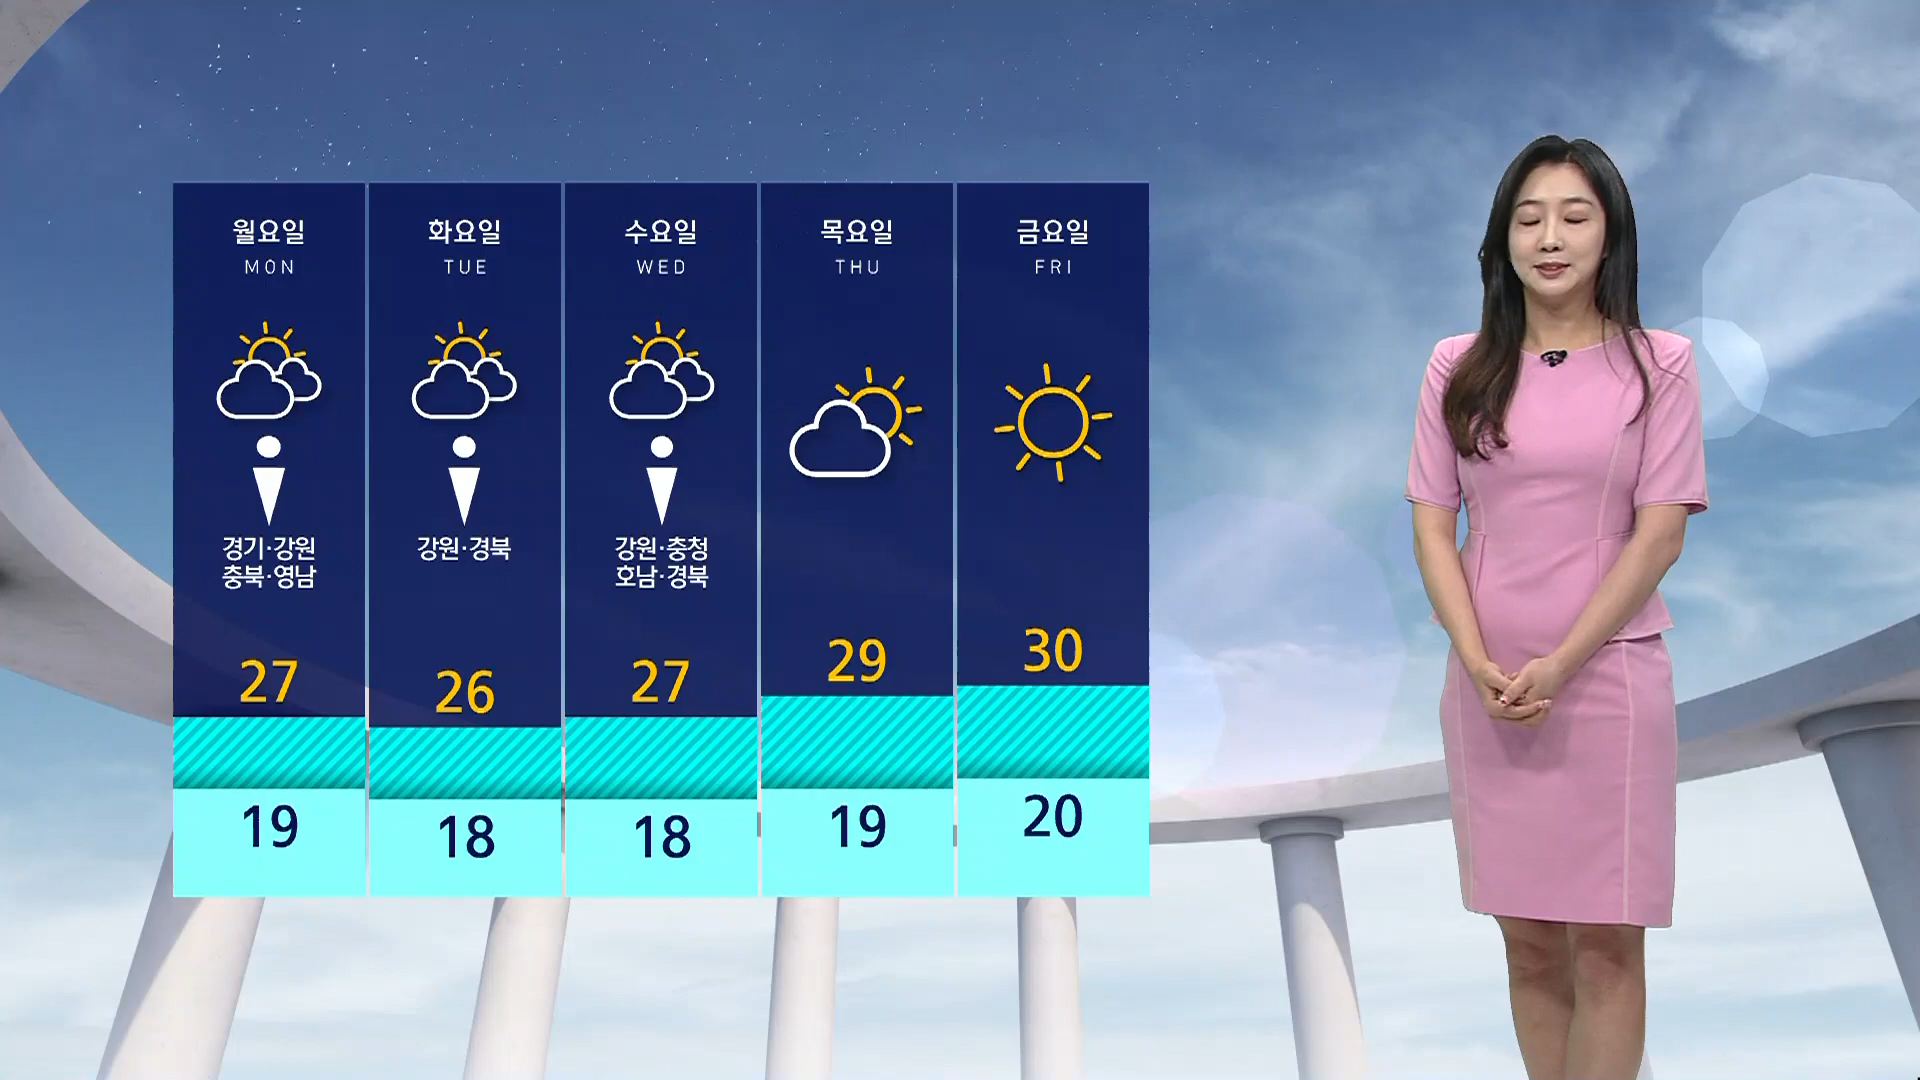 월요일
MON
경기·강원
충북·영남
27
19
화요일
TUE
강원·경북
26
18
수요일
WED
강원·충청
호남·경북
27
18
목요일
THU
29
19
금요일
FRI
30
20